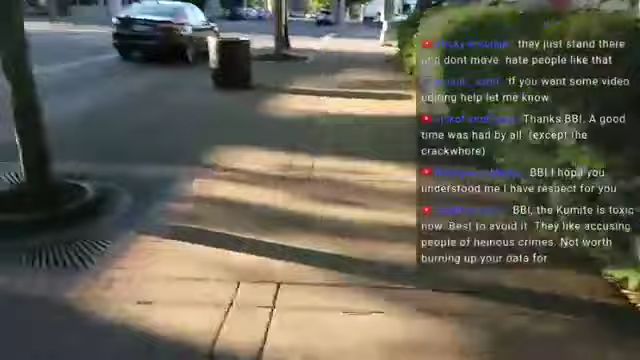 they just stand there
and dont move hate people like that
If you want some video
editing help let me know
Thanks BBI. A good
time was had by all (except the
crackwhore)
BBI I hope you
understood me I have respect for you
BBI, the Kumite is toxic
now. Best to avoid it. They like accusing
people of heinous crimes. Not worth
burning up your data for